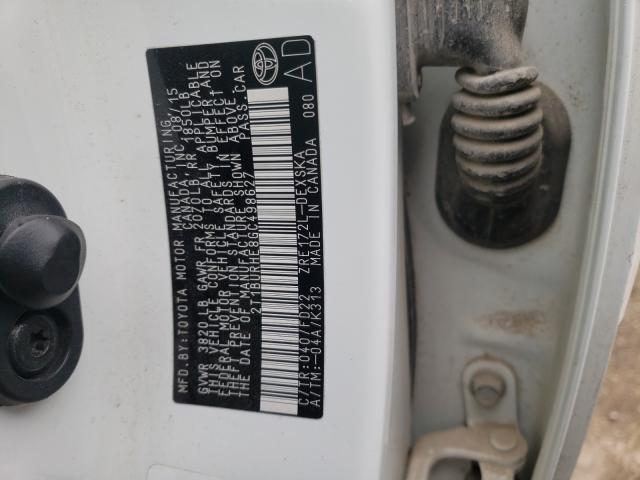 MFD.BY:TOYOTA MOTOR MANUFACTURING
CANADA,INC. 08/15
GVWR 3820 LB GAWR FR 2470LB RR 1850LB
THIS VEHICLE CONFORMS TO ALL APPLICABLE
FEDERAL MOTOR VEHICLE SAFETY, BUMPER, AND
THEFT PREVENTION STANDARDS IN EFFECT ON
THE DATE OF MANUFACTURE SHOWN ABOVE.
2T1BURHE8GC498627 PASS.CAR
C/TR:040/FD22 ZRE172L-DEXSKA
A/TM:-04A/K313 MADE IN CANADA 080
AD